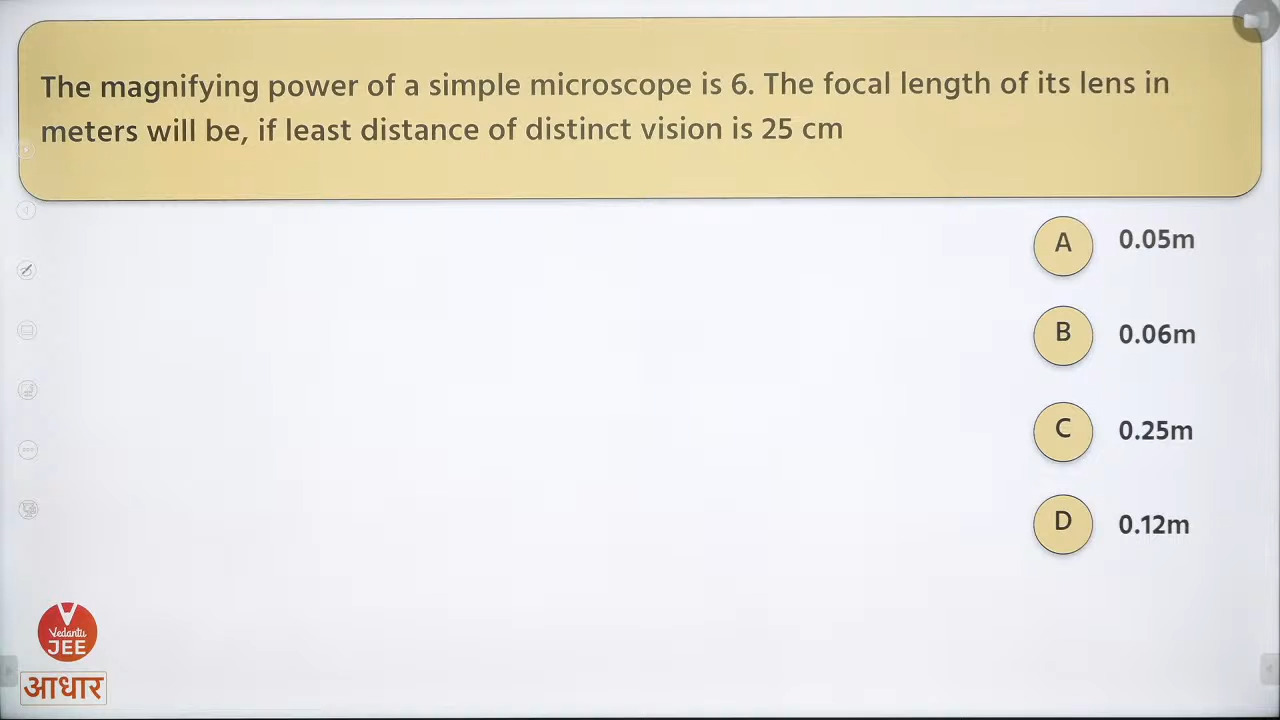 The magnifying power of a simple microscope is 6. The focal length of its lens in
meters will be, if least distance of distinct vision is 25 cm
A 0.05m
B 0.06m
C 0.25m
D 0.12m
Vedantu
JEE
आधार